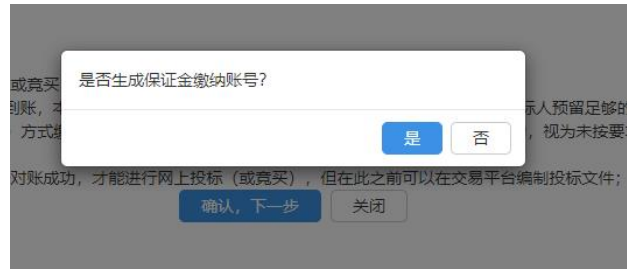 是否生成保证金缴纳账号?
是
否
或竞买
到账，本
示人预留足够的
方式缴
，视为未按要求
对账成功，才能进行网上投标（或竞买），但在此之前可以在交易平台编制投标文件；
确认，下一步
关闭